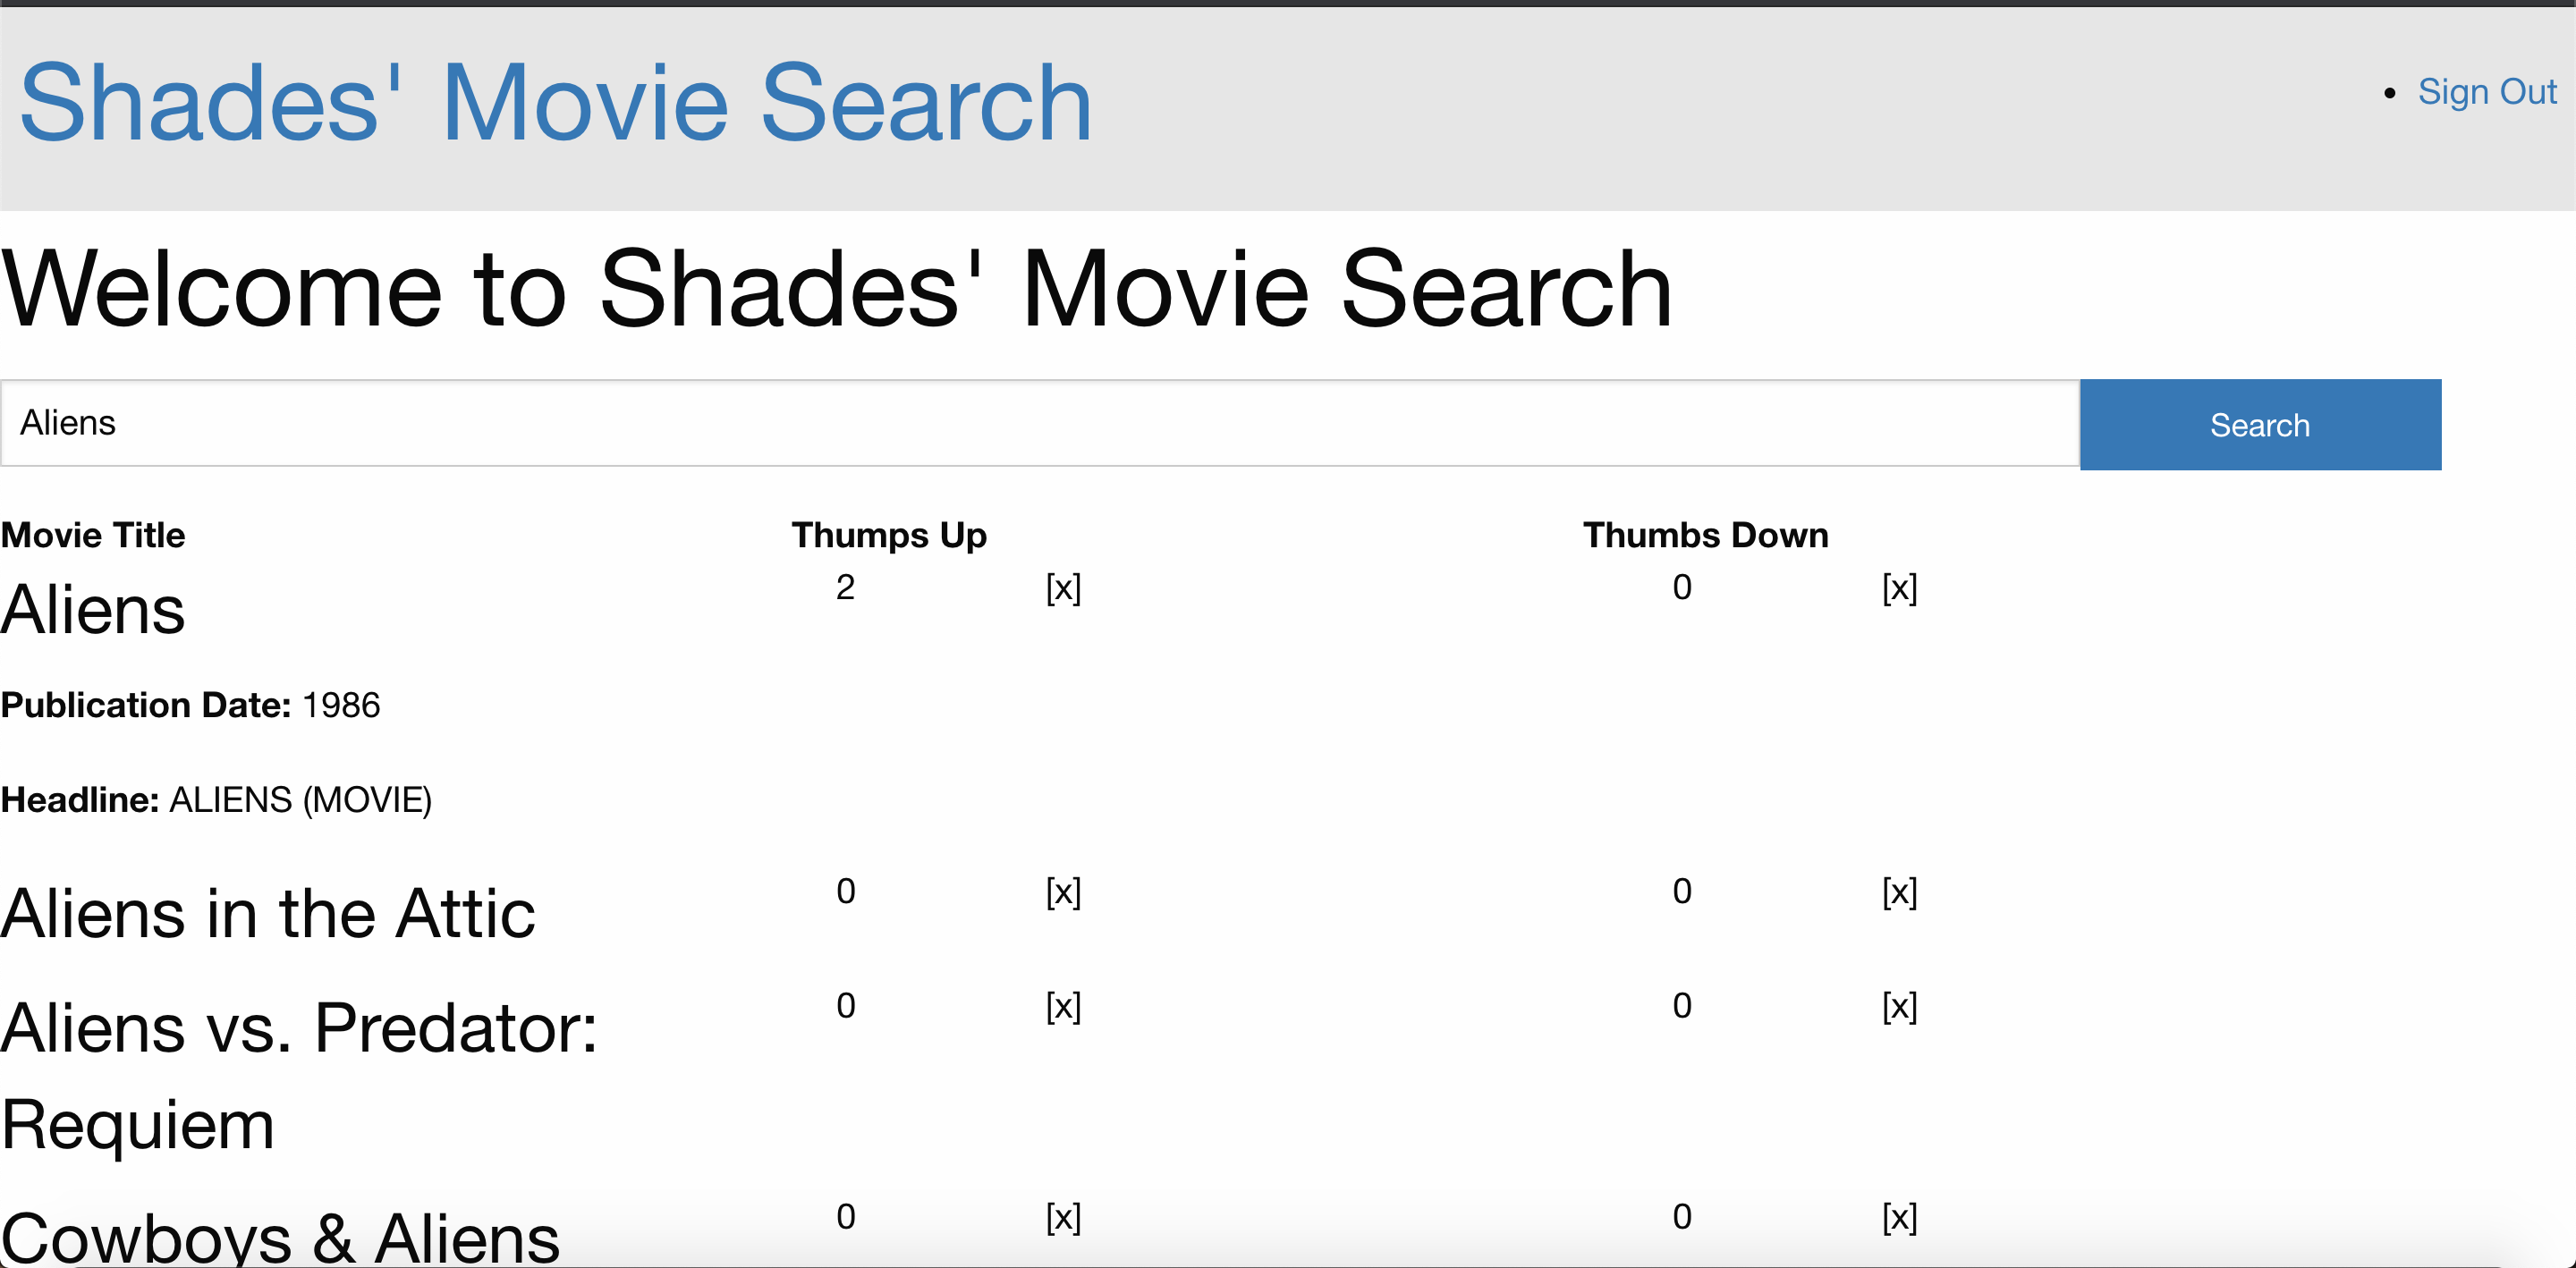 Shades' Movie Search
• Sign Out
Welcome to Shades' Movie Search
Aliens
Search
Movie Title Thumps Up Thumbs Down
Aliens 2 [x] 0 [x]
Publication Date: 1986
Headline: ALIENS (MOVIE)
Aliens in the Attic 0 [x] 0 [x]
Aliens vs. Predator: 0 [x] 0 [x]
Requiem
Cowboys & Aliens 0 [x] 0 [x]